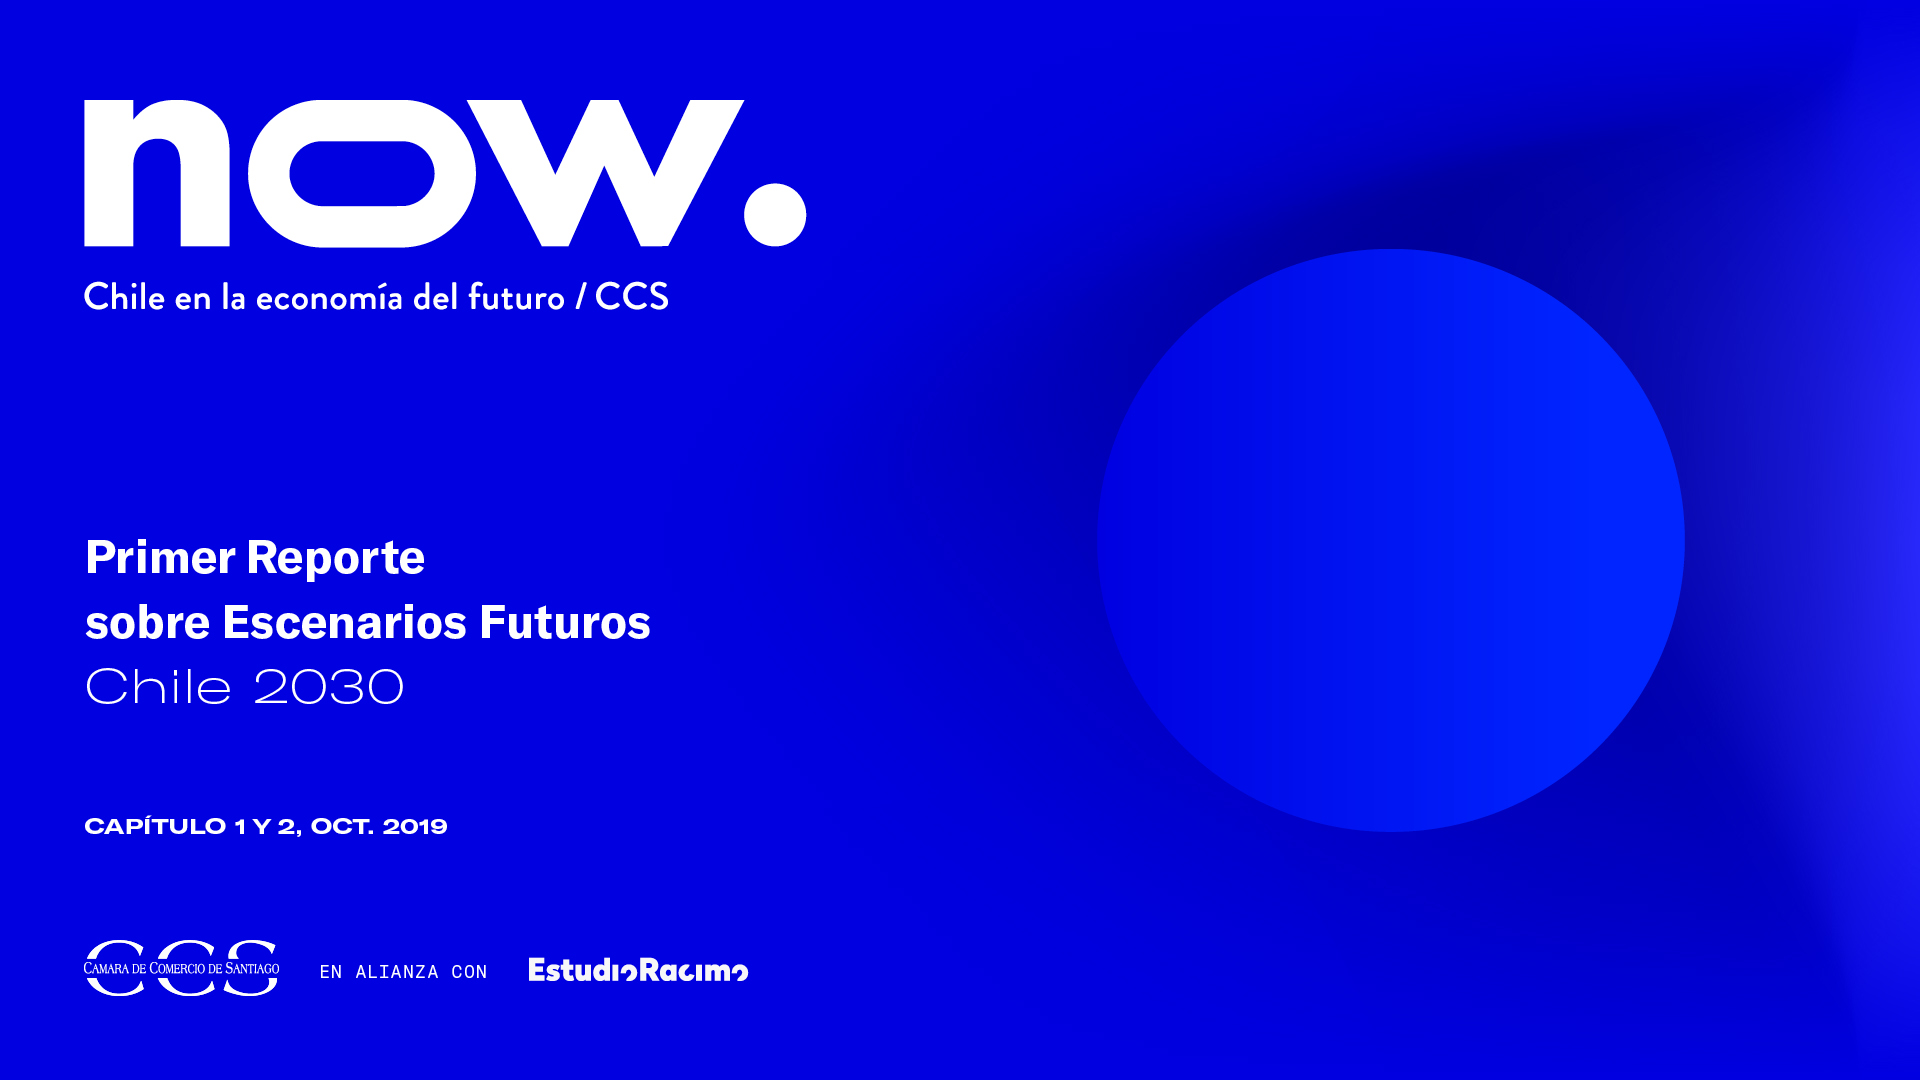 now.
Chile en la economía del futuro / CCS
Primer Reporte
sobre Escenarios Futuros
Chile 2030
CAPÍTULO 1 Y 2, OCT. 2019
CCS
CÁMARA DE COMERCIO DE SANTIAGO
EN ALIANZA CON
EstudioRacimo